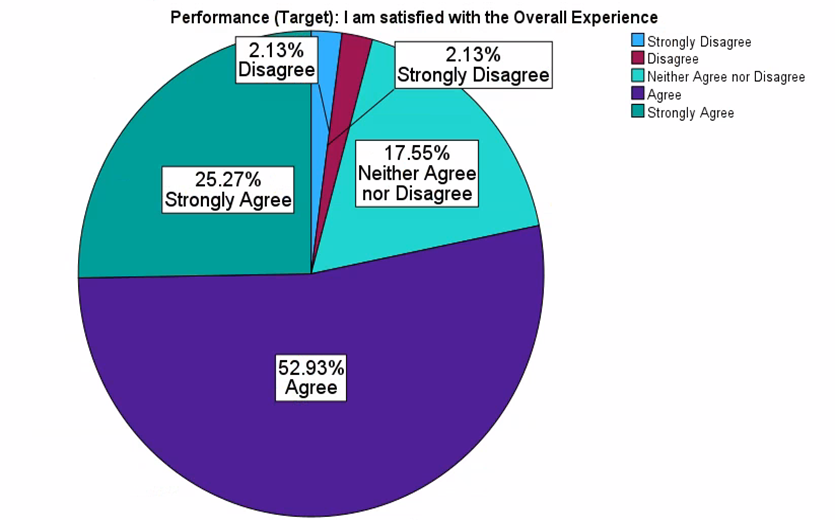 Performance (Target): I am satisfied with the Overall Experience
2.13%
Disagree
2.13%
Strongly Disagree
17.55%
Neither Agree
nor Disagree
25.27%
Strongly Agree
52.93%
Agree
Strongly Disagree
Disagree
Neither Agree nor Disagree
Agree
Strongly Agree